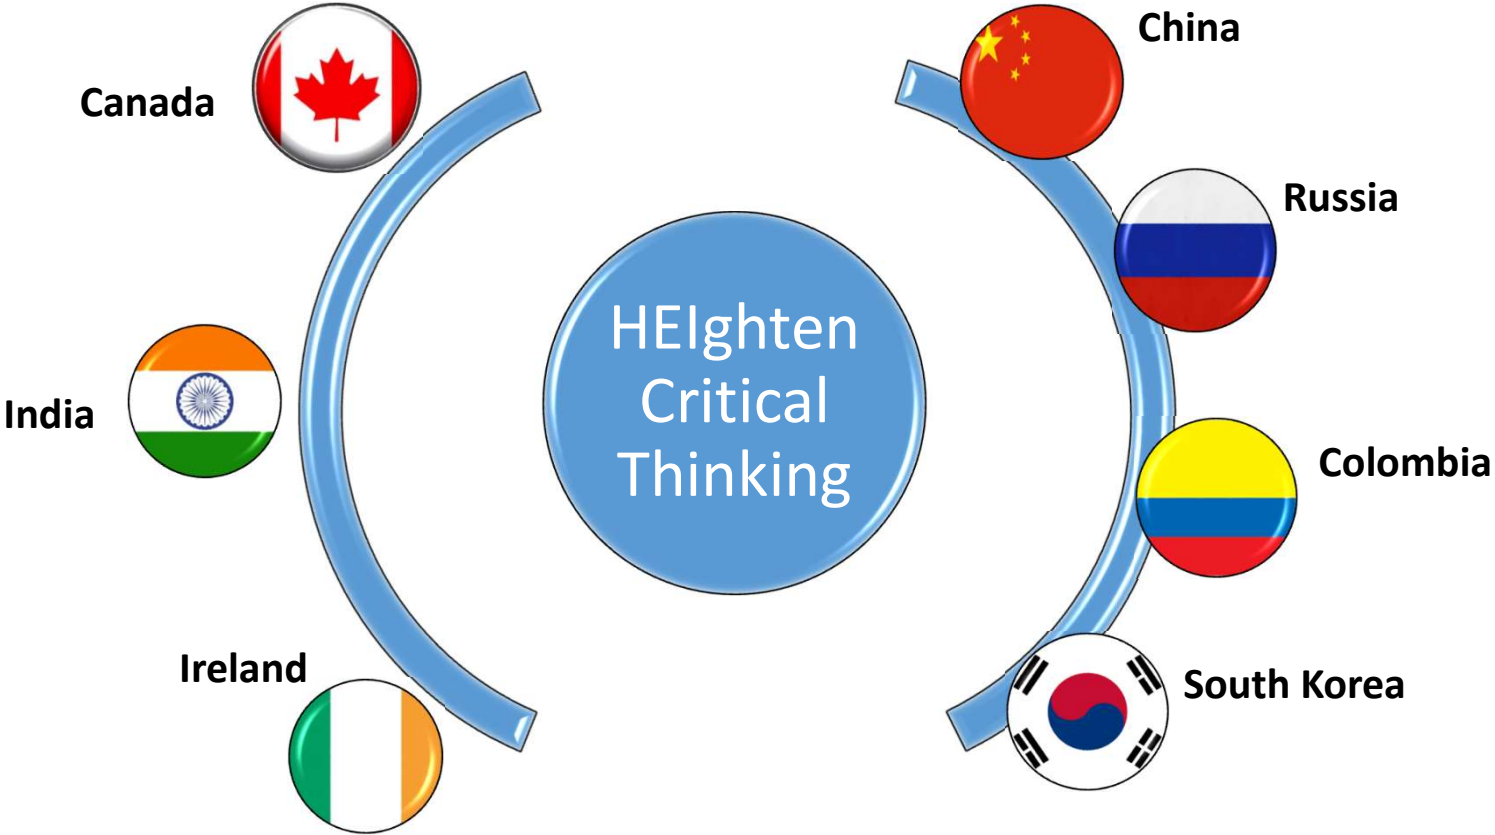 China
Canada
Russia
HEIghten
Critical
Thinking
India
Colombia
Ireland
South Korea